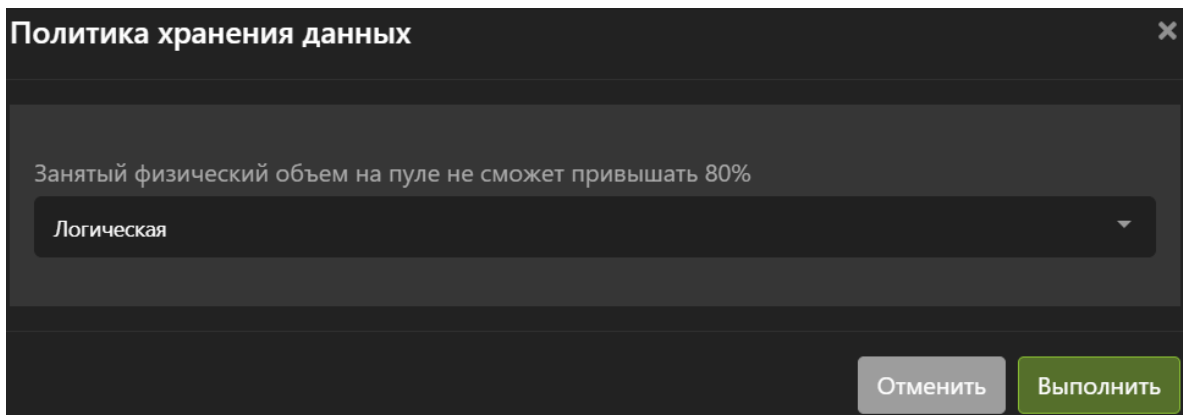 Политика хранения данных
Занятый физический объем на пуле не сможет привышать 80%
Логическая
Отменить Выполнить